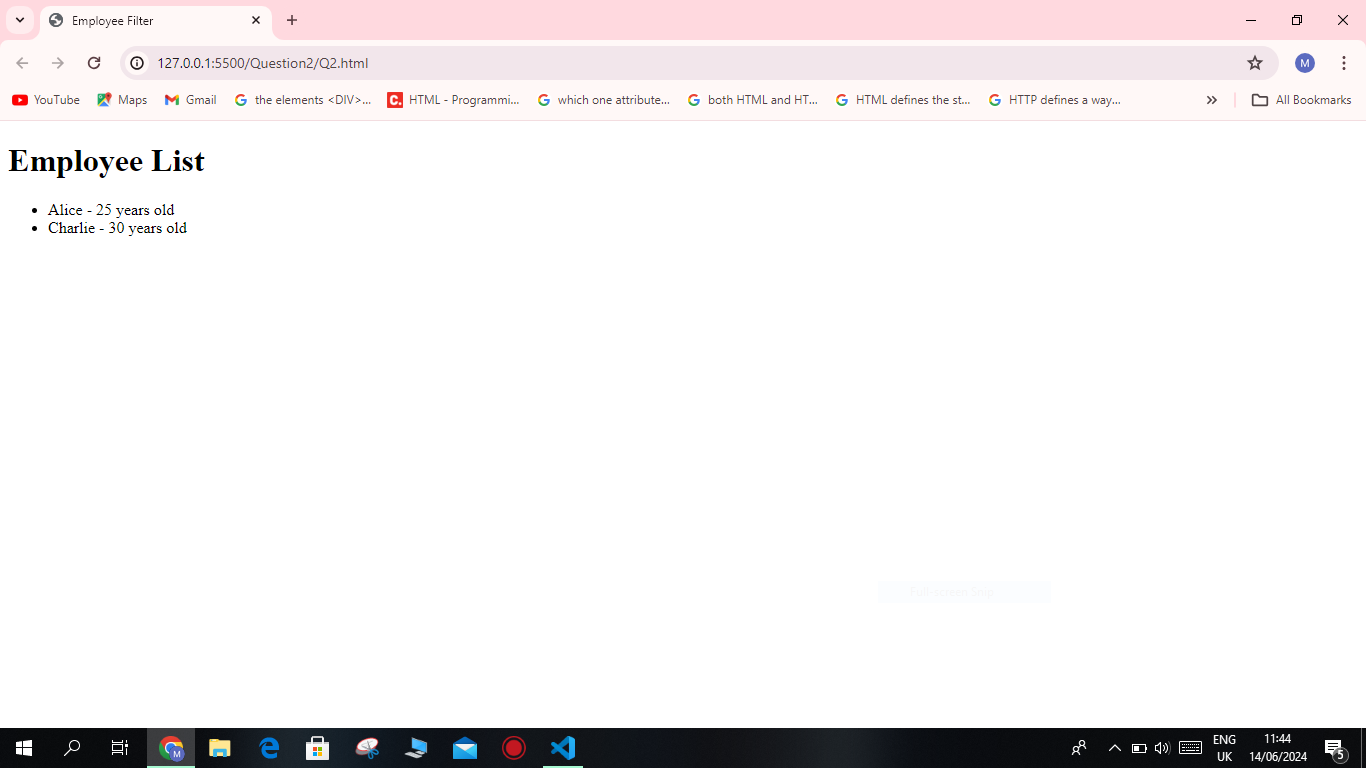 Employee Filter
127.0.0.1:5500/Question2/Q2.html
M
YouTube
Maps
Gmail
the elements <DIV>...
HTML - Programmi...
which one attribute...
both HTML and HT...
HTML defines the st...
HTTP defines a way...
All Bookmarks
Employee List
Alice - 25 years old
Charlie - 30 years old
M
ENG
UK
11:44
14/06/2024
5